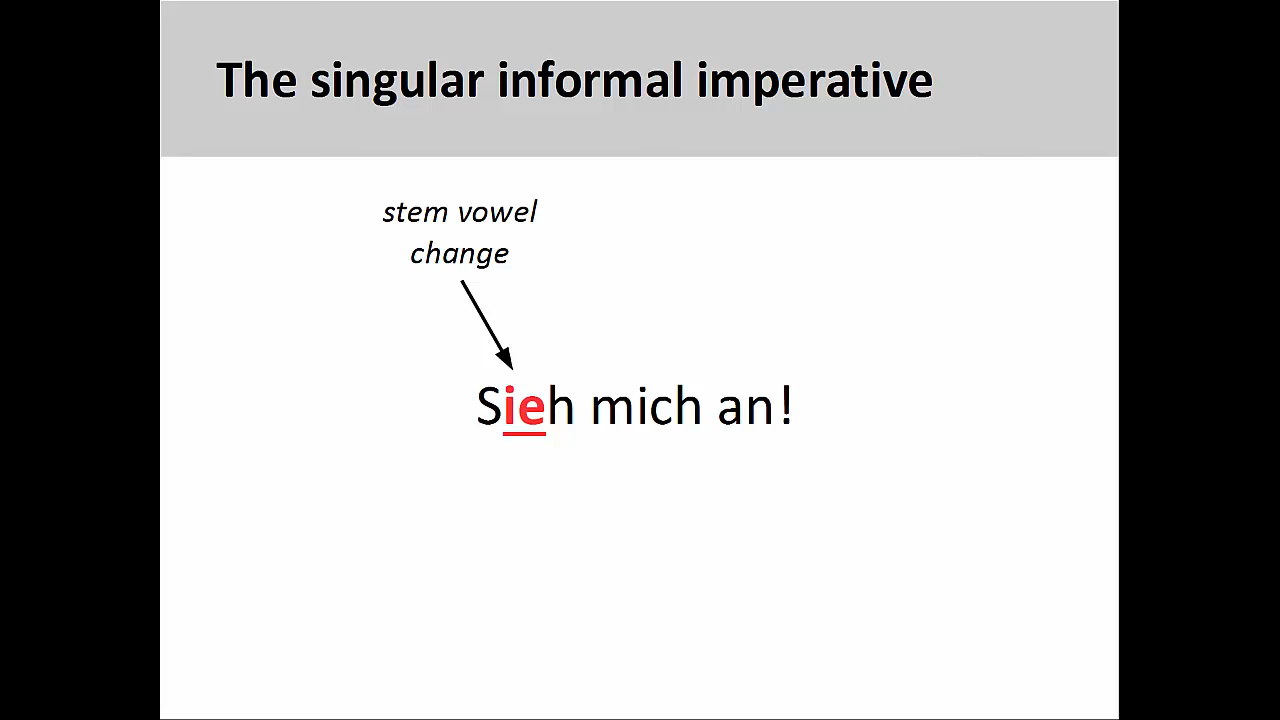 The singular informal imperative
stem vowel
change
Sieh mich an!